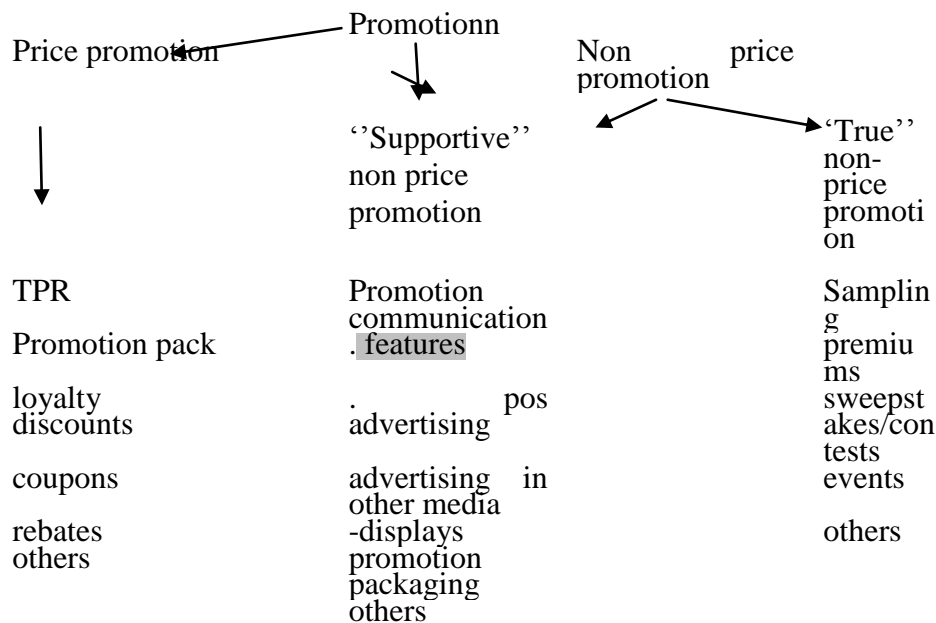 Promotionn
Price promotion
Non price
promotion
‘’Supportive’’
non price
promotion
‘True’’
non-
price
promoti
on
TPR
Promotion pack
loyalty
discounts
coupons
rebates
others
Promotion
communication
. features
. pos
advertising
advertising in
other media
-displays
promotion
packaging
others
Samplin
g
premiu
ms
sweepst
akes/con
tests
events
others